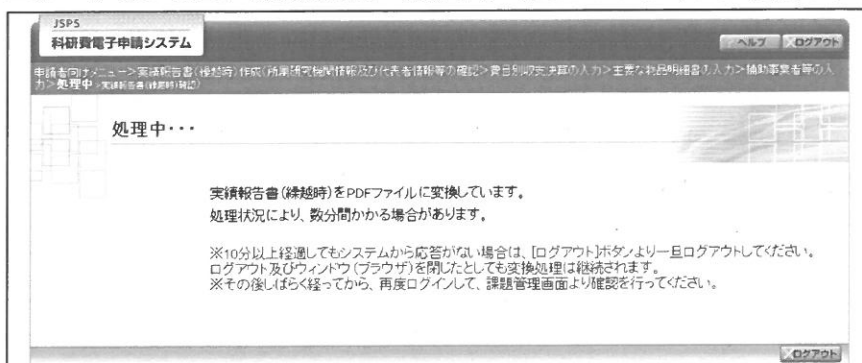 JSPS
科研費電子申請システム
ヘルプ
ログアウト
申請者向けメニュー>実績報告書(繰越時)作成(所属研究機関情報及び代表者情報等の確認>費目別収支決算の入力>主要な物品明細書の入力>補助事業者等の入
力>処理中>実績報告書(繰越時)確認)
処理中・・・
実績報告書(繰越時)をPDFファイルに変換しています。
処理状況により、数分間かかる場合があります。
※10分以上経過してもシステムから応答がない場合は、[ログアウト]ボタンより一旦ログアウトしてください。
ログアウト及びウィンドウ(ブラウザ)を閉じたとしても変換処理は継続されます。
※その後しばらく経ってから、再度ログインして、課題管理画面より確認を行ってください。
ログアウト